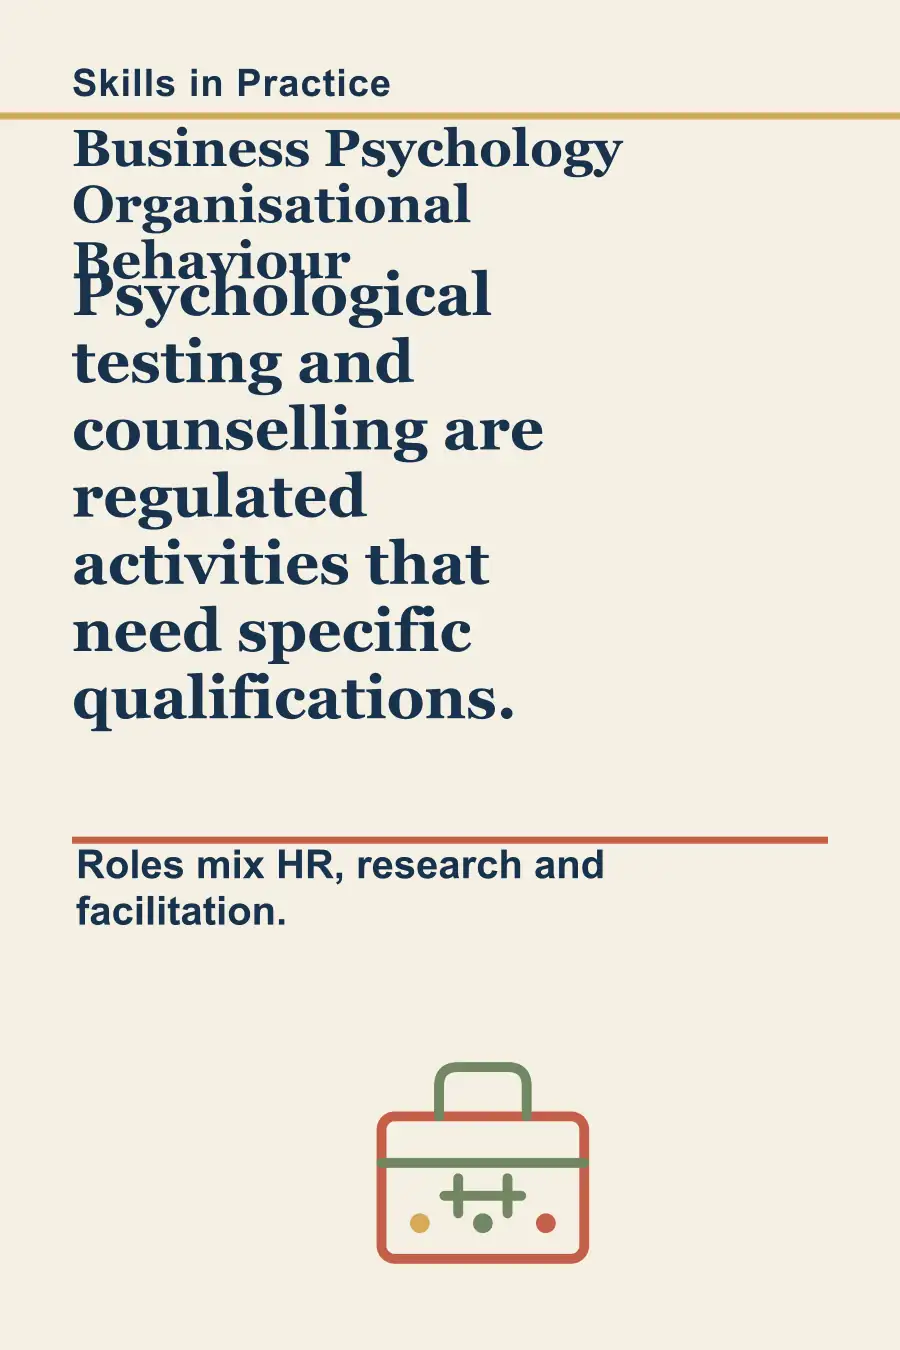 Skills in Practice
Business Psychology
Organisational
Behaviour
Psychological
testing and
counselling are
regulated
activities that
need specific
qualifications.
Roles mix HR, research and
facilitation.